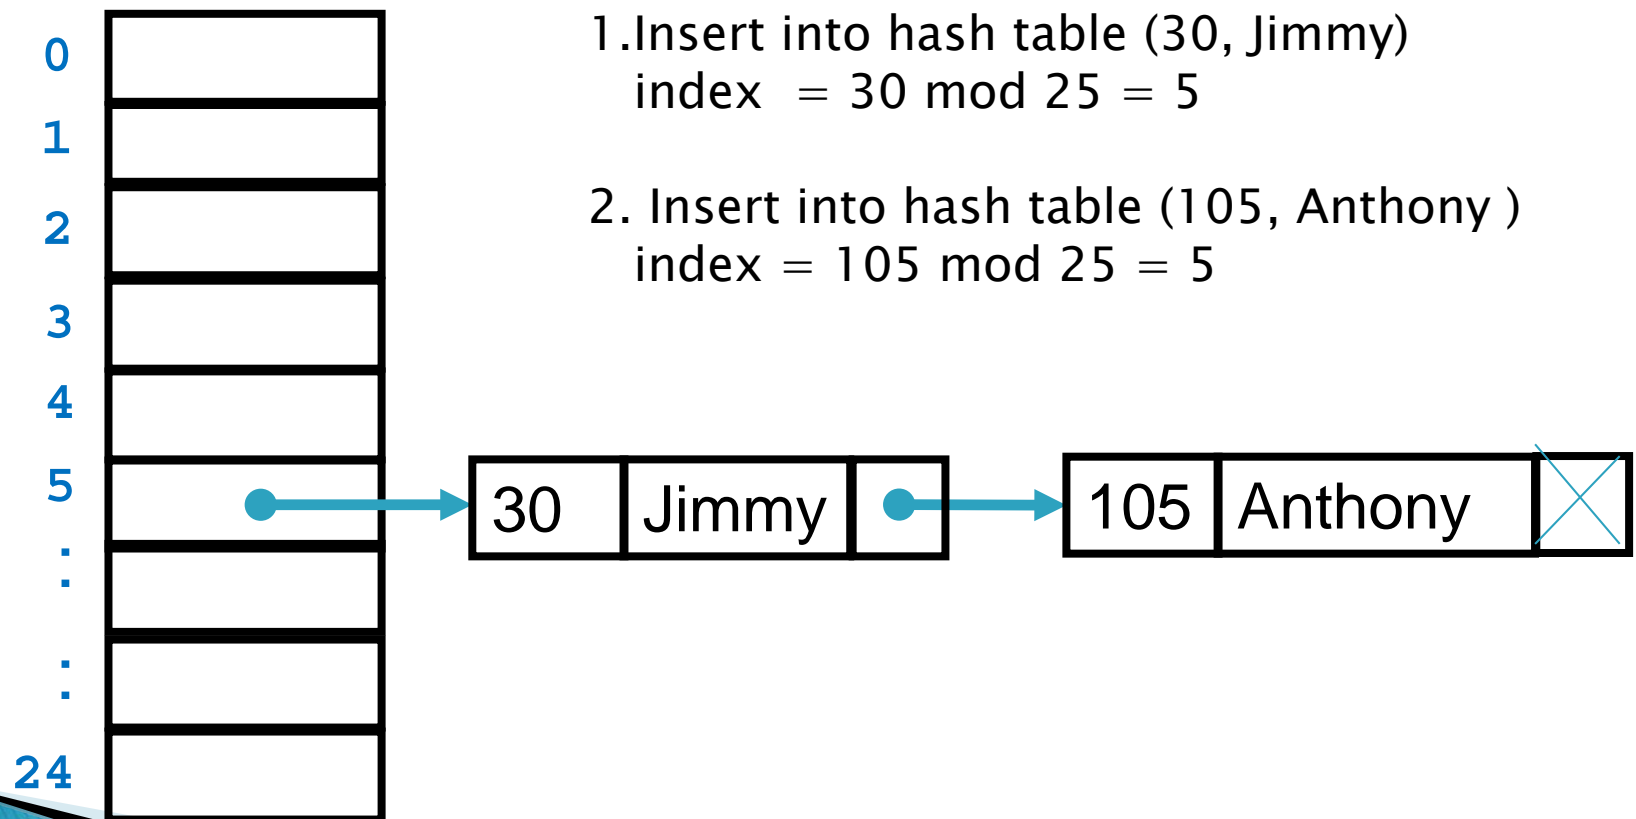 0
1
2
3
4
5
:
:
24
1.Insert into hash table (30, Jimmy)
index = 30 mod 25 = 5
2. Insert into hash table (105, Anthony )
index = 105 mod 25 = 5
30 Jimmy
105 Anthony